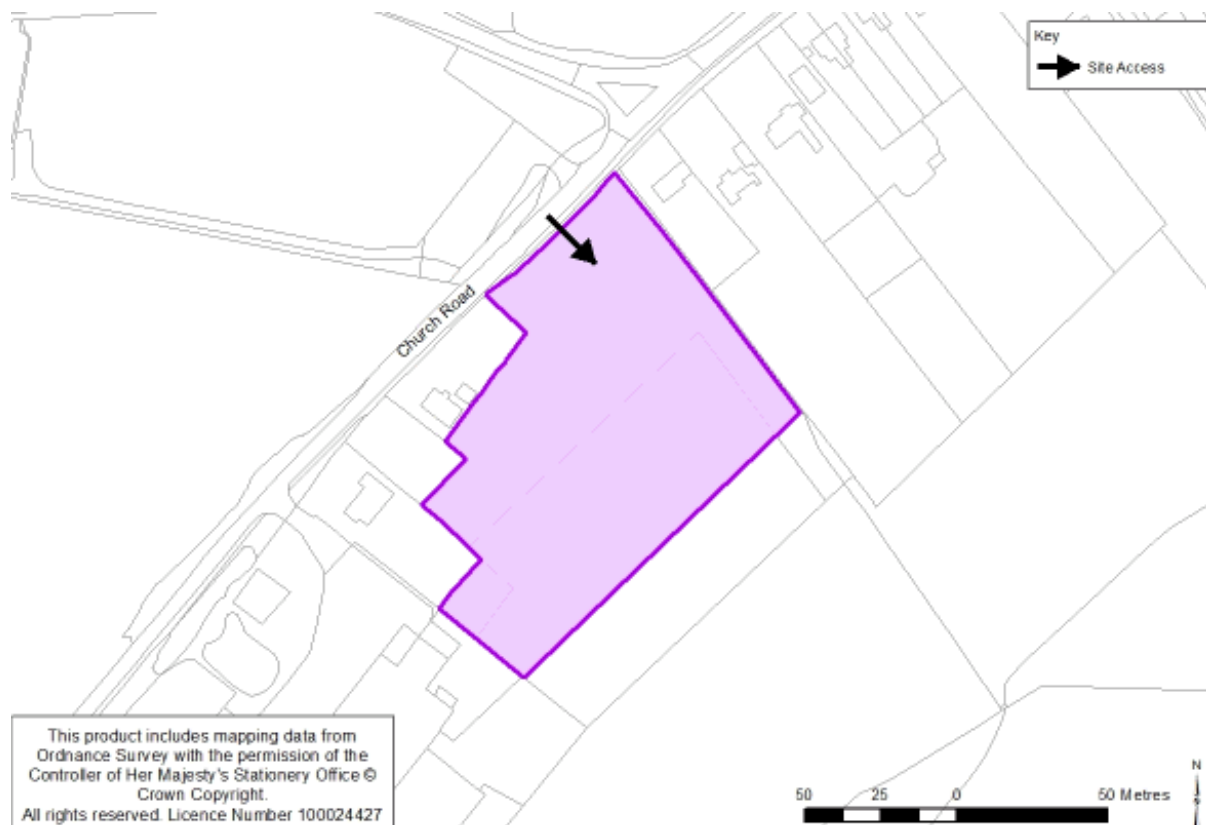 Key
Site Access
Church Road
This product includes mapping data from
Ordnance Survey with the permission of the
Controller of Her Majesty's Stationery Office ©
Crown Copyright.
All rights reserved. Licence Number 100024427
50 25 0 50 Metres
N